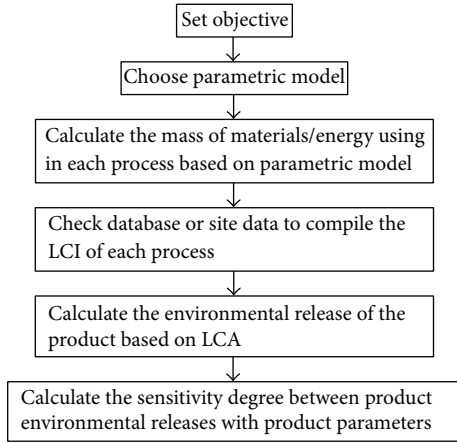 Set objective
Choose parametric model
Calculate the mass of materials/energy using
in each process based on parametric model
Check database or site data to compile the
LCI of each process
Calculate the environmental release of the
product based on LCA
Calculate the sensitivity degree between product
environmental releases with product parameters